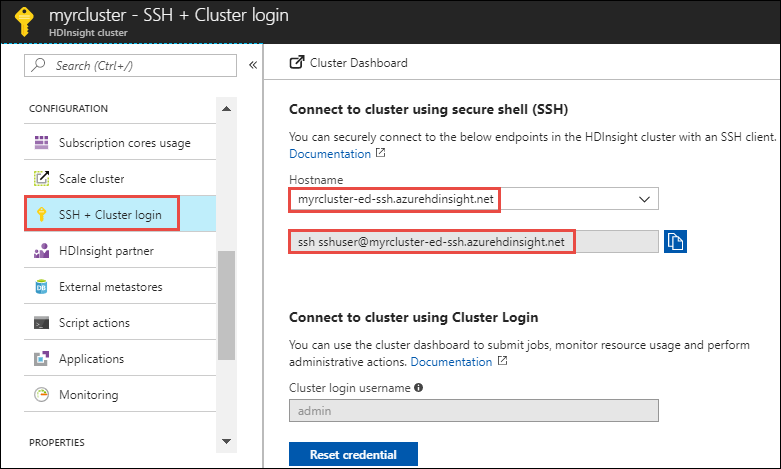 myrcluster - SSH + Cluster login
HDInsight cluster
Search (Ctrl+/)
«
CONFIGURATION
Subscription cores usage
Scale cluster
SSH + Cluster login
HDInsight partner
External metastores
DB
Script actions
Applications
Monitoring
PROPERTIES
Cluster Dashboard
Connect to cluster using secure shell (SSH)
You can securely connect to the below endpoints in the HDInsight cluster with an SSH client.
Documentation
Hostname
myrcluster-ed-ssh.azurehdinsight.net
ssh sshuser@myrcluster-ed-ssh.azurehdinsight.net
Connect to cluster using Cluster Login
You can use the cluster dashboard to submit jobs, monitor resource usage and perform
administrative actions. Documentation
Cluster login username
admin
Reset credential